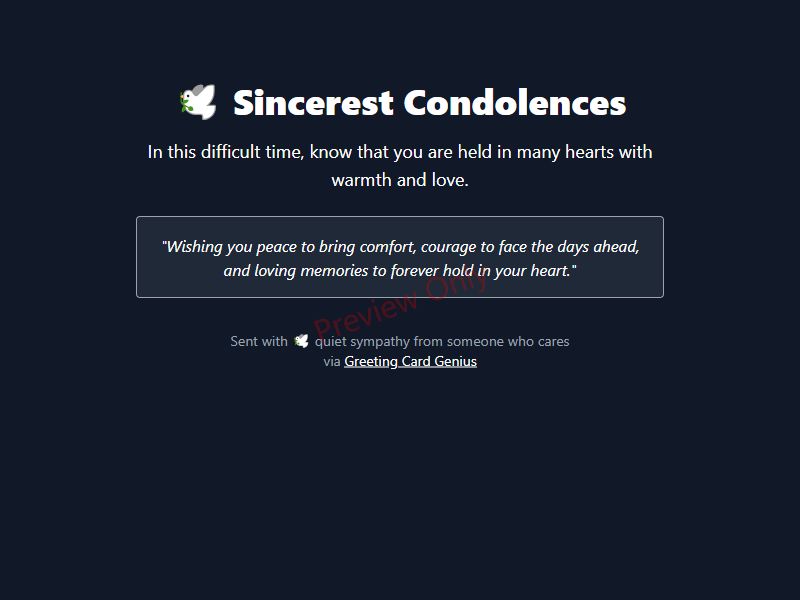 🕊️ Sincerest Condolences
In this difficult time, know that you are held in many hearts with
warmth and love.
"Wishing you peace to bring comfort, courage to face the days ahead,
and loving memories to forever hold in your heart."
Preview Only
Sent with 🕊️ quiet sympathy from someone who cares
via Greeting Card Genius